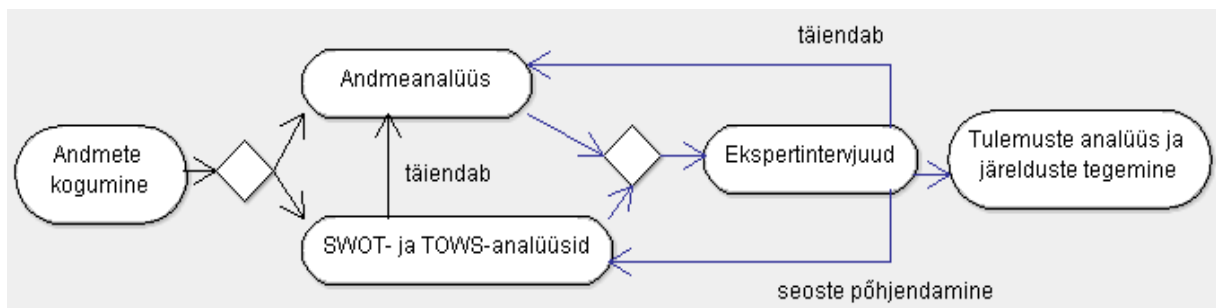 täiendab
Andmeanalüüs
Andmete
kogumine
täiendab
Ekspertintervjuud
Tulemuste analüüs ja
järelduste tegemine
SWOT- ja TOWS-analüüsid
seoste põhjendamine